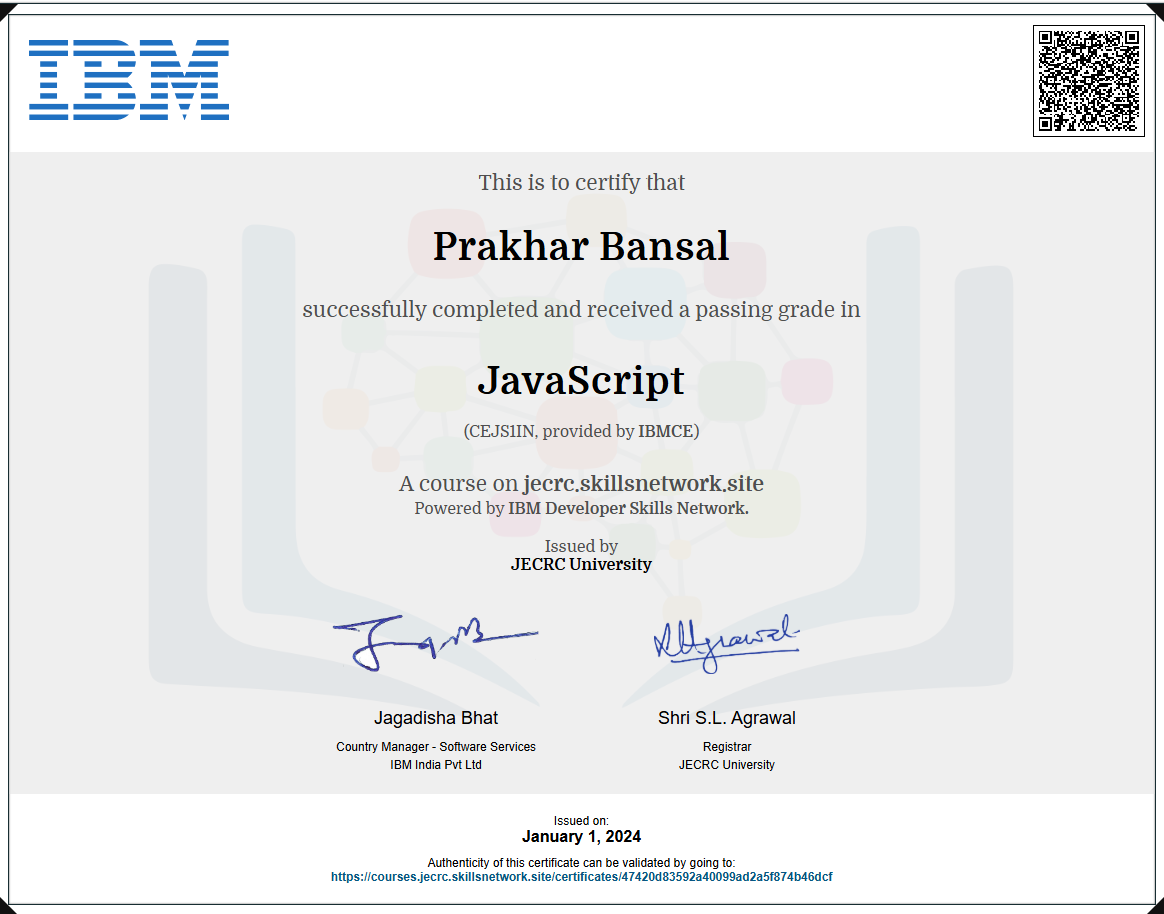 IBM
This is to certify that
Prakhar Bansal
successfully completed and received a passing grade in
JavaScript
(CEJS1IN, provided by IBMCE)
A course on jecrc.skillsnetwork.site
Powered by IBM Developer Skills Network.
Issued by
JECRC University
Jagadisha Bhat
Country Manager - Software Services
IBM India Pvt Ltd
Shri S.L. Agrawal
Registrar
JECRC University
Issued on:
January 1, 2024
Authenticity of this certificate can be validated by going to:
https://courses.jecrc.skillsnetwork.site/certificates/47420d83592a40099ad2a5f874b46dcf